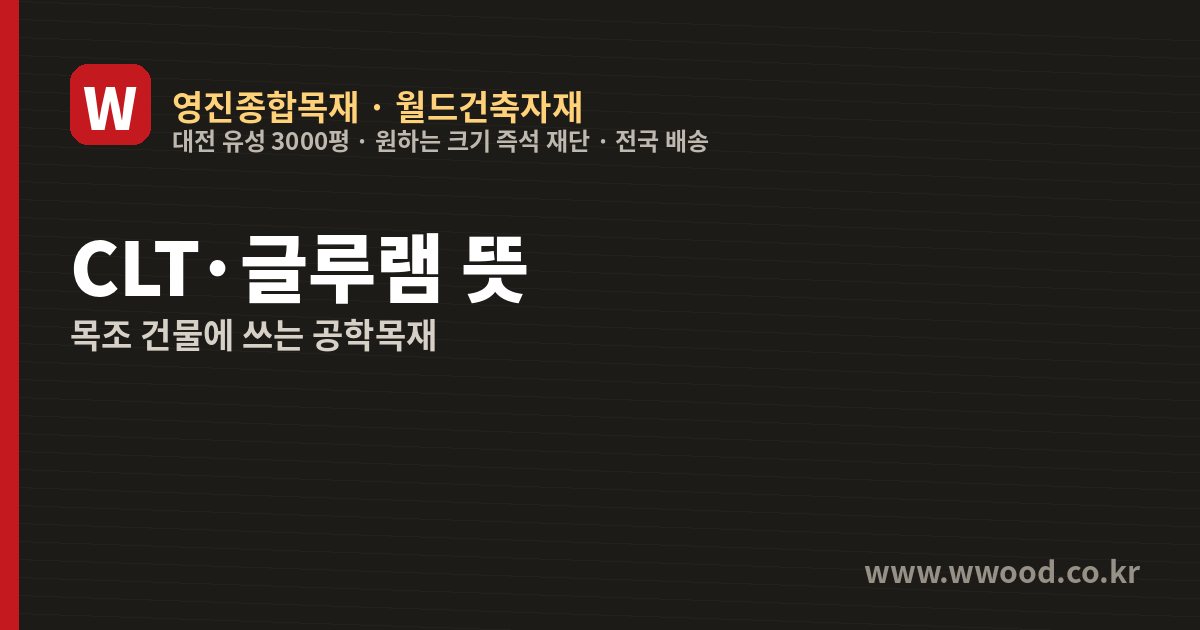 W
영진종합목재 · 월드건축자재
대전 유성 3000평 · 원하는 크기 즉석 재단 · 전국 배송
CLT·글루램 뜻
목조 건물에 쓰는 공학목재
www.wwood.co.kr